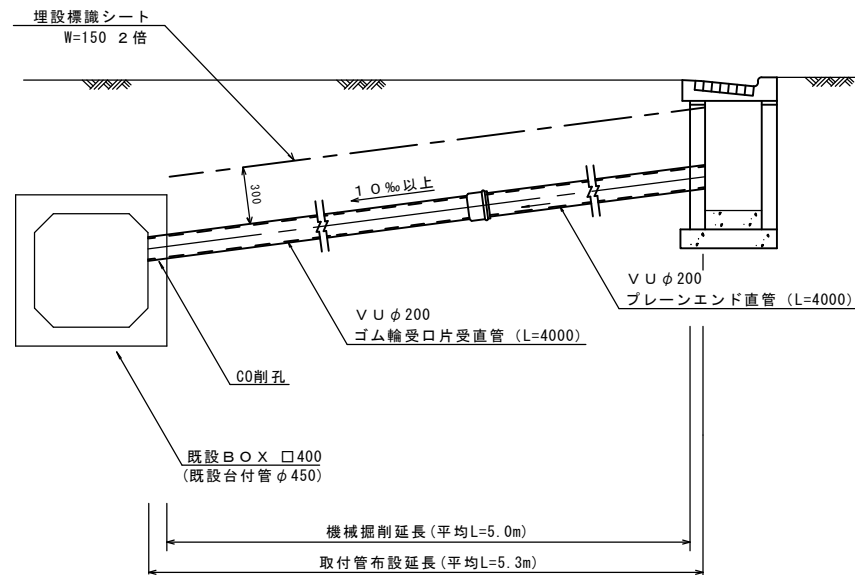 埋設標識シート
W=150 2倍
300
10‰以上
VUφ200
プレーンエンド直管 (L=4000)
VUφ200
ゴム輪受口片受直管 (L=4000)
CO削孔
既設BOX □400
(既設台付管φ450)
機械掘削延長(平均L=5.0m)
取付管布設延長(平均L=5.3m)